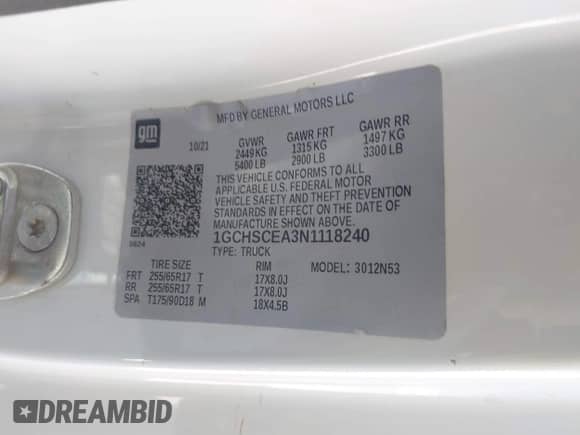 MFD BY GENERAL MOTORS LLC
gm
10/21 GVWR GAWR FRT GAWR RR
2449 KG 1315 KG 1497 KG
5400 LB 2900 LB 3300 LB
THIS VEHICLE CONFORMS TO ALL
APPLICABLE U.S. FEDERAL MOTOR
VEHICLE SAFETY AND THEFT PREVENTION
STANDARDS IN EFFECT ON THE DATE OF
MANUFACTURE SHOWN ABOVE.
1GCHSCEA3N1118240
TYPE: TRUCK
TIRE SIZE RIM MODEL: 3012N53
FRT 255/65R17 T 17X8.0J
RR 255/65R17 T 17X8.0J
SPA T175/90D18 M 18X4.5B
DREAMBID